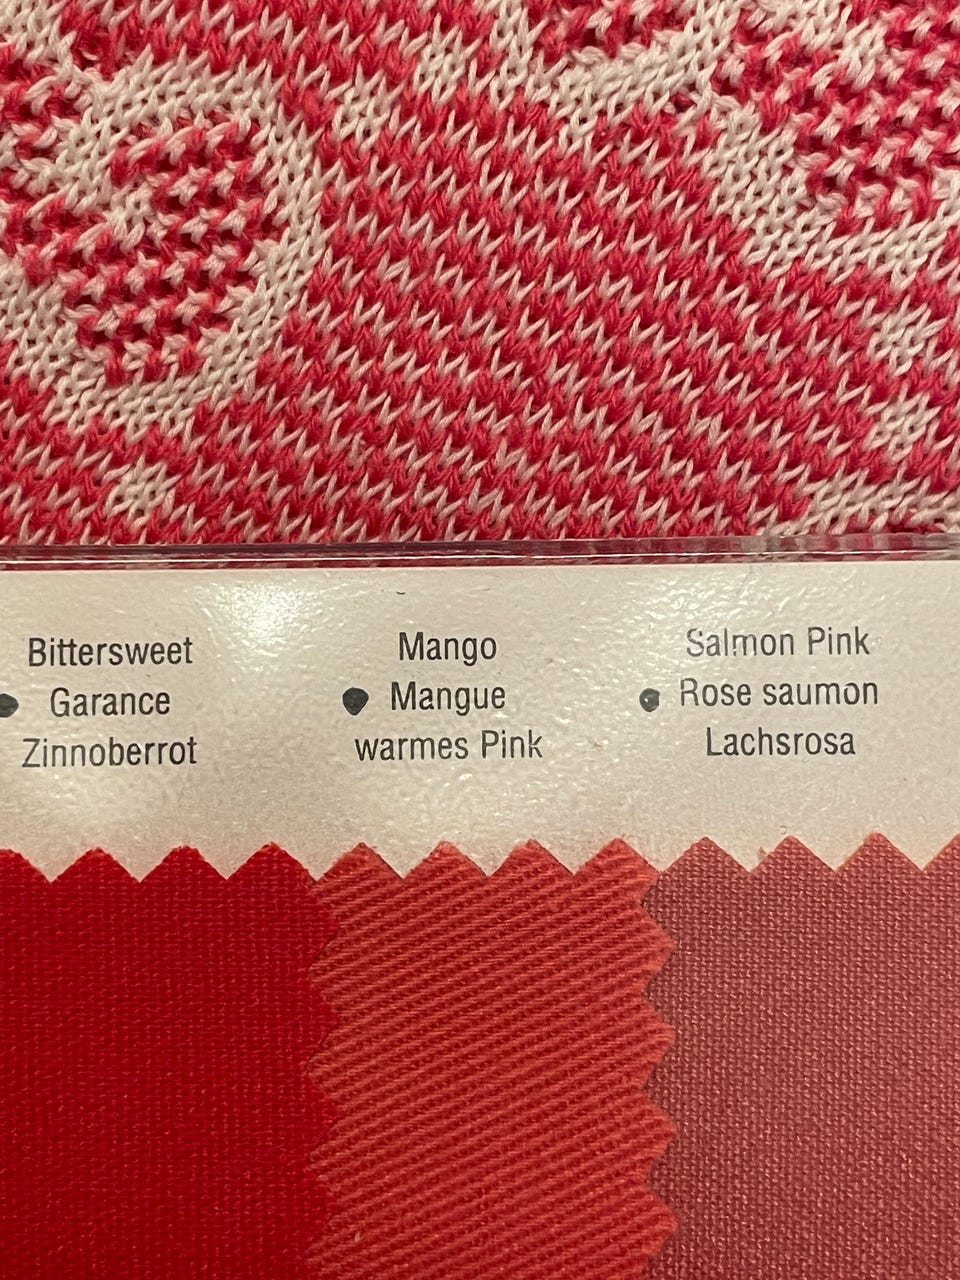 Bittersweet
Garance
Zinnoberrot
Mango
Mangue
warmes Pink
Salmon Pink
Rose saumon
Lachsrosa